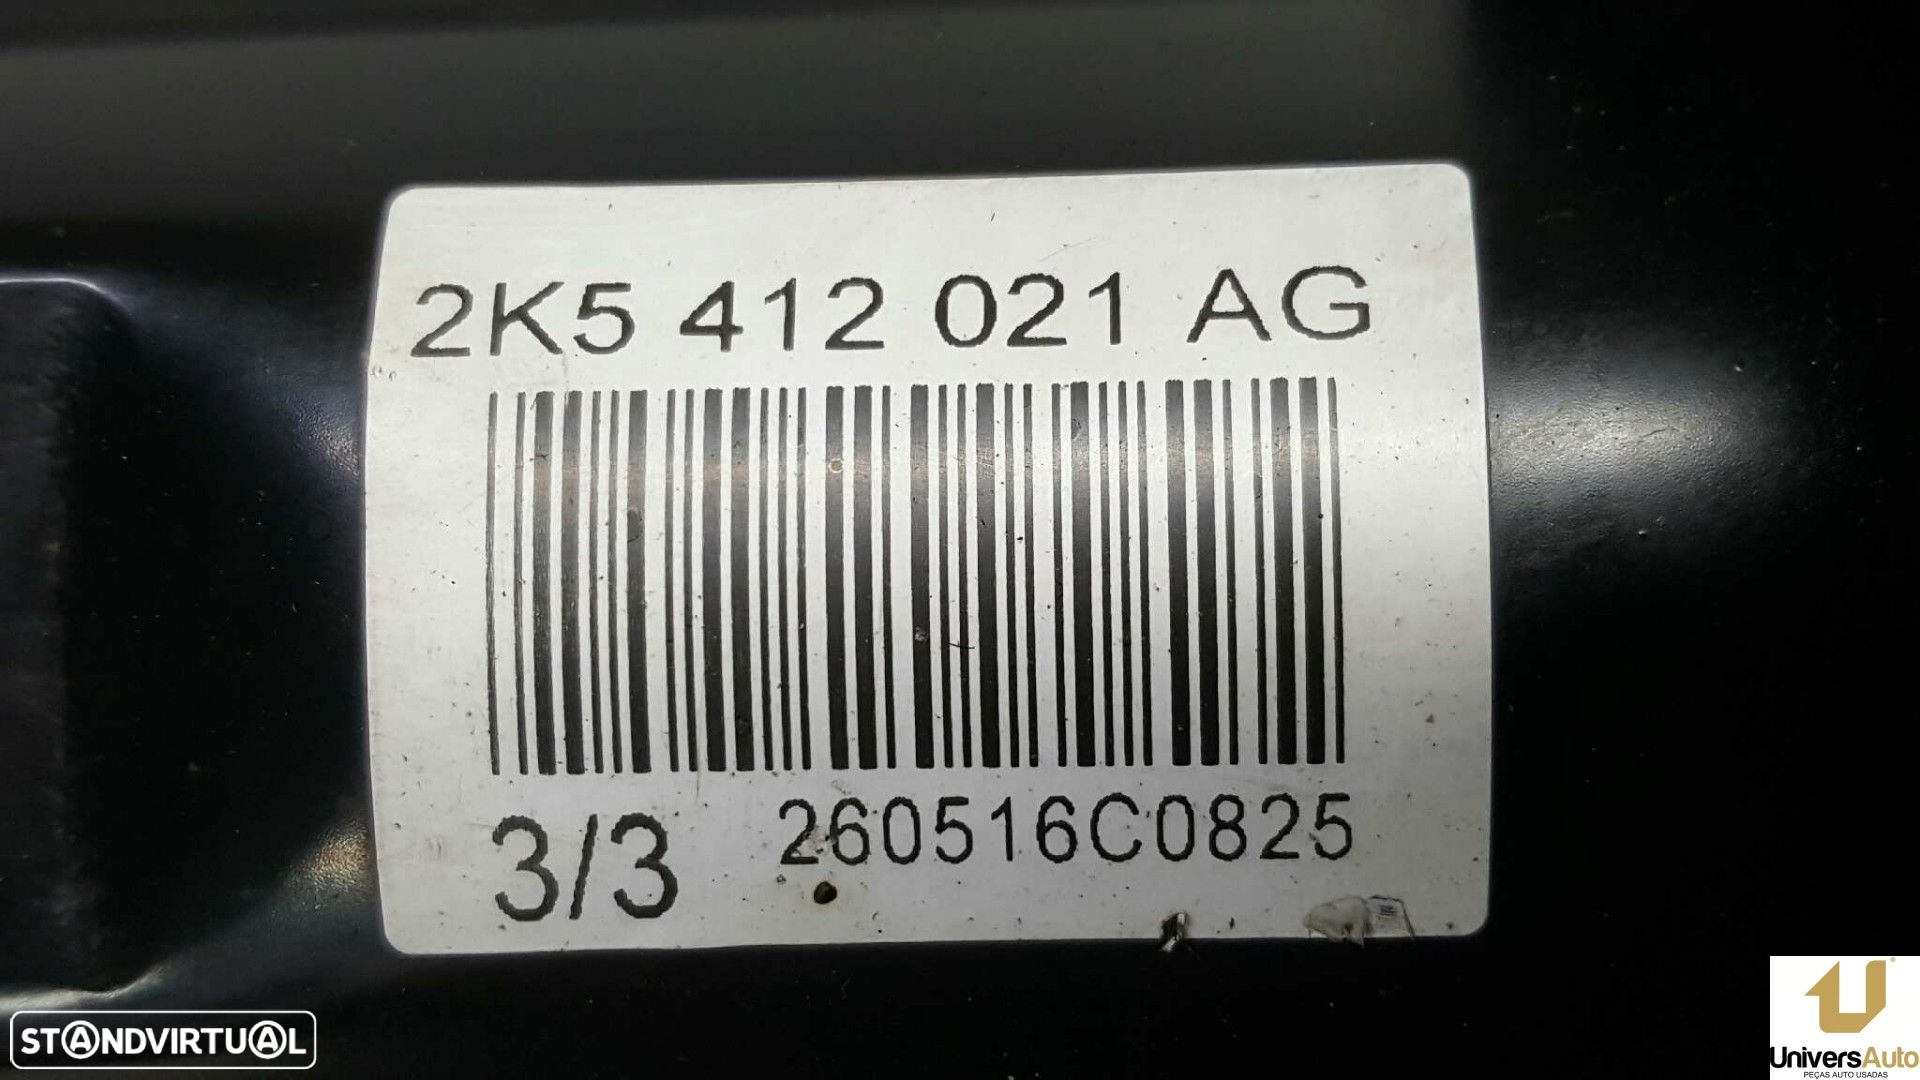 2K5 412 021 AG
3/3 260516C0825
STANDVIRTUAL
UniversAuto
PEÇAS AUTO USADAS